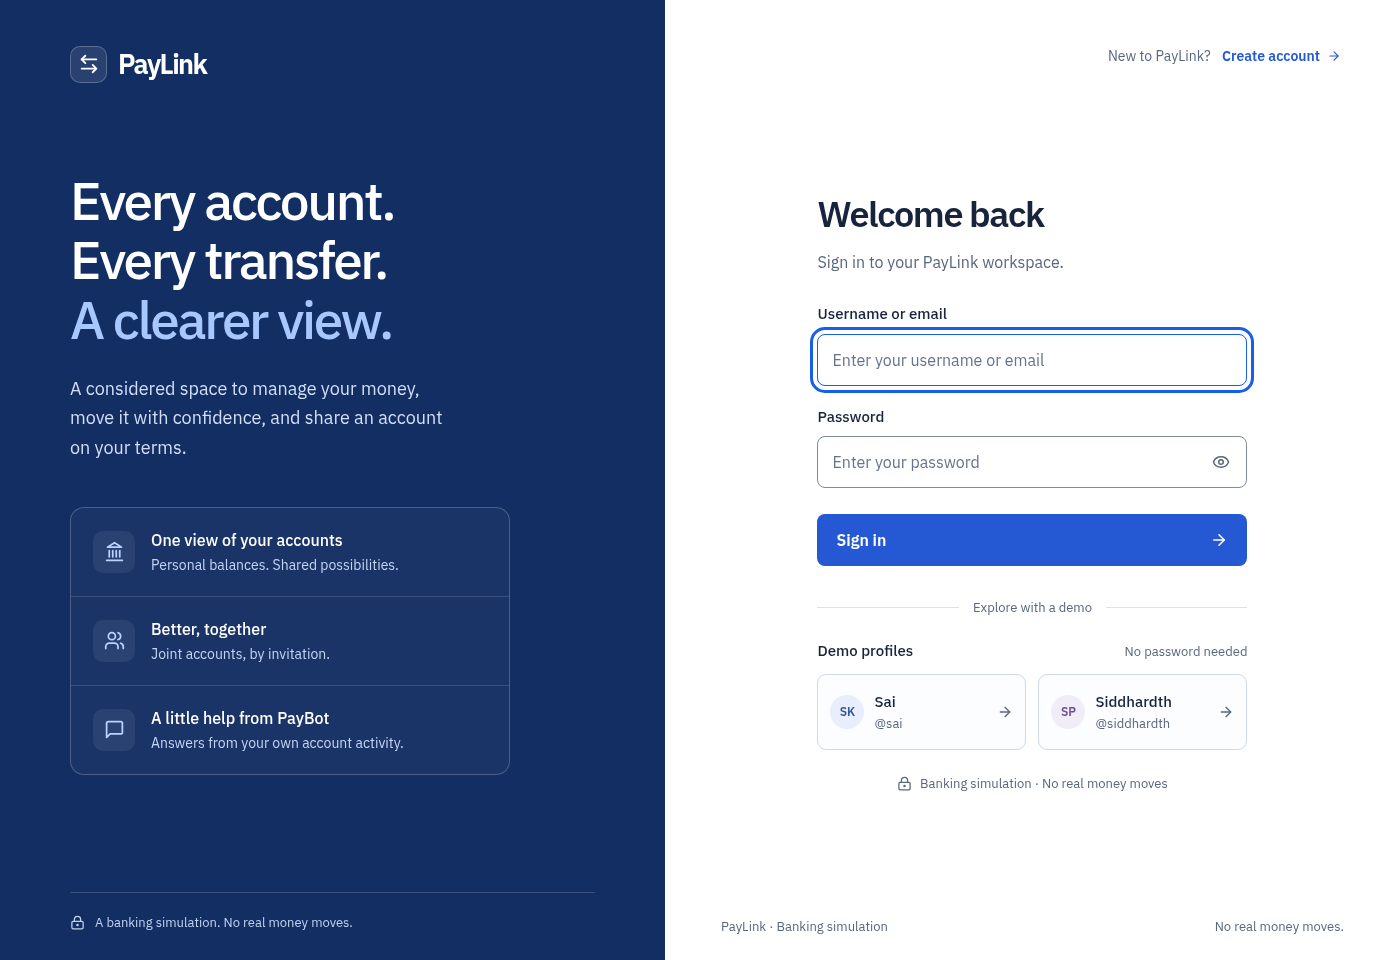 PayLink
Every account.
Every transfer.
A clearer view.
A considered space to manage your money,
move it with confidence, and share an account
on your terms.
One view of your accounts
Personal balances. Shared possibilities.
Better, together
Joint accounts, by invitation.
A little help from PayBot
Answers from your own account activity.
A banking simulation. No real money moves.
New to PayLink? Create account
Welcome back
Sign in to your PayLink workspace.
Username or email
Enter your username or email
Password
Enter your password
Sign in
Explore with a demo
Demo profiles
No password needed
SK
Sai
@sai
SP
Siddhardth
@siddhardth
Banking simulation · No real money moves
PayLink · Banking simulation
No real money moves.